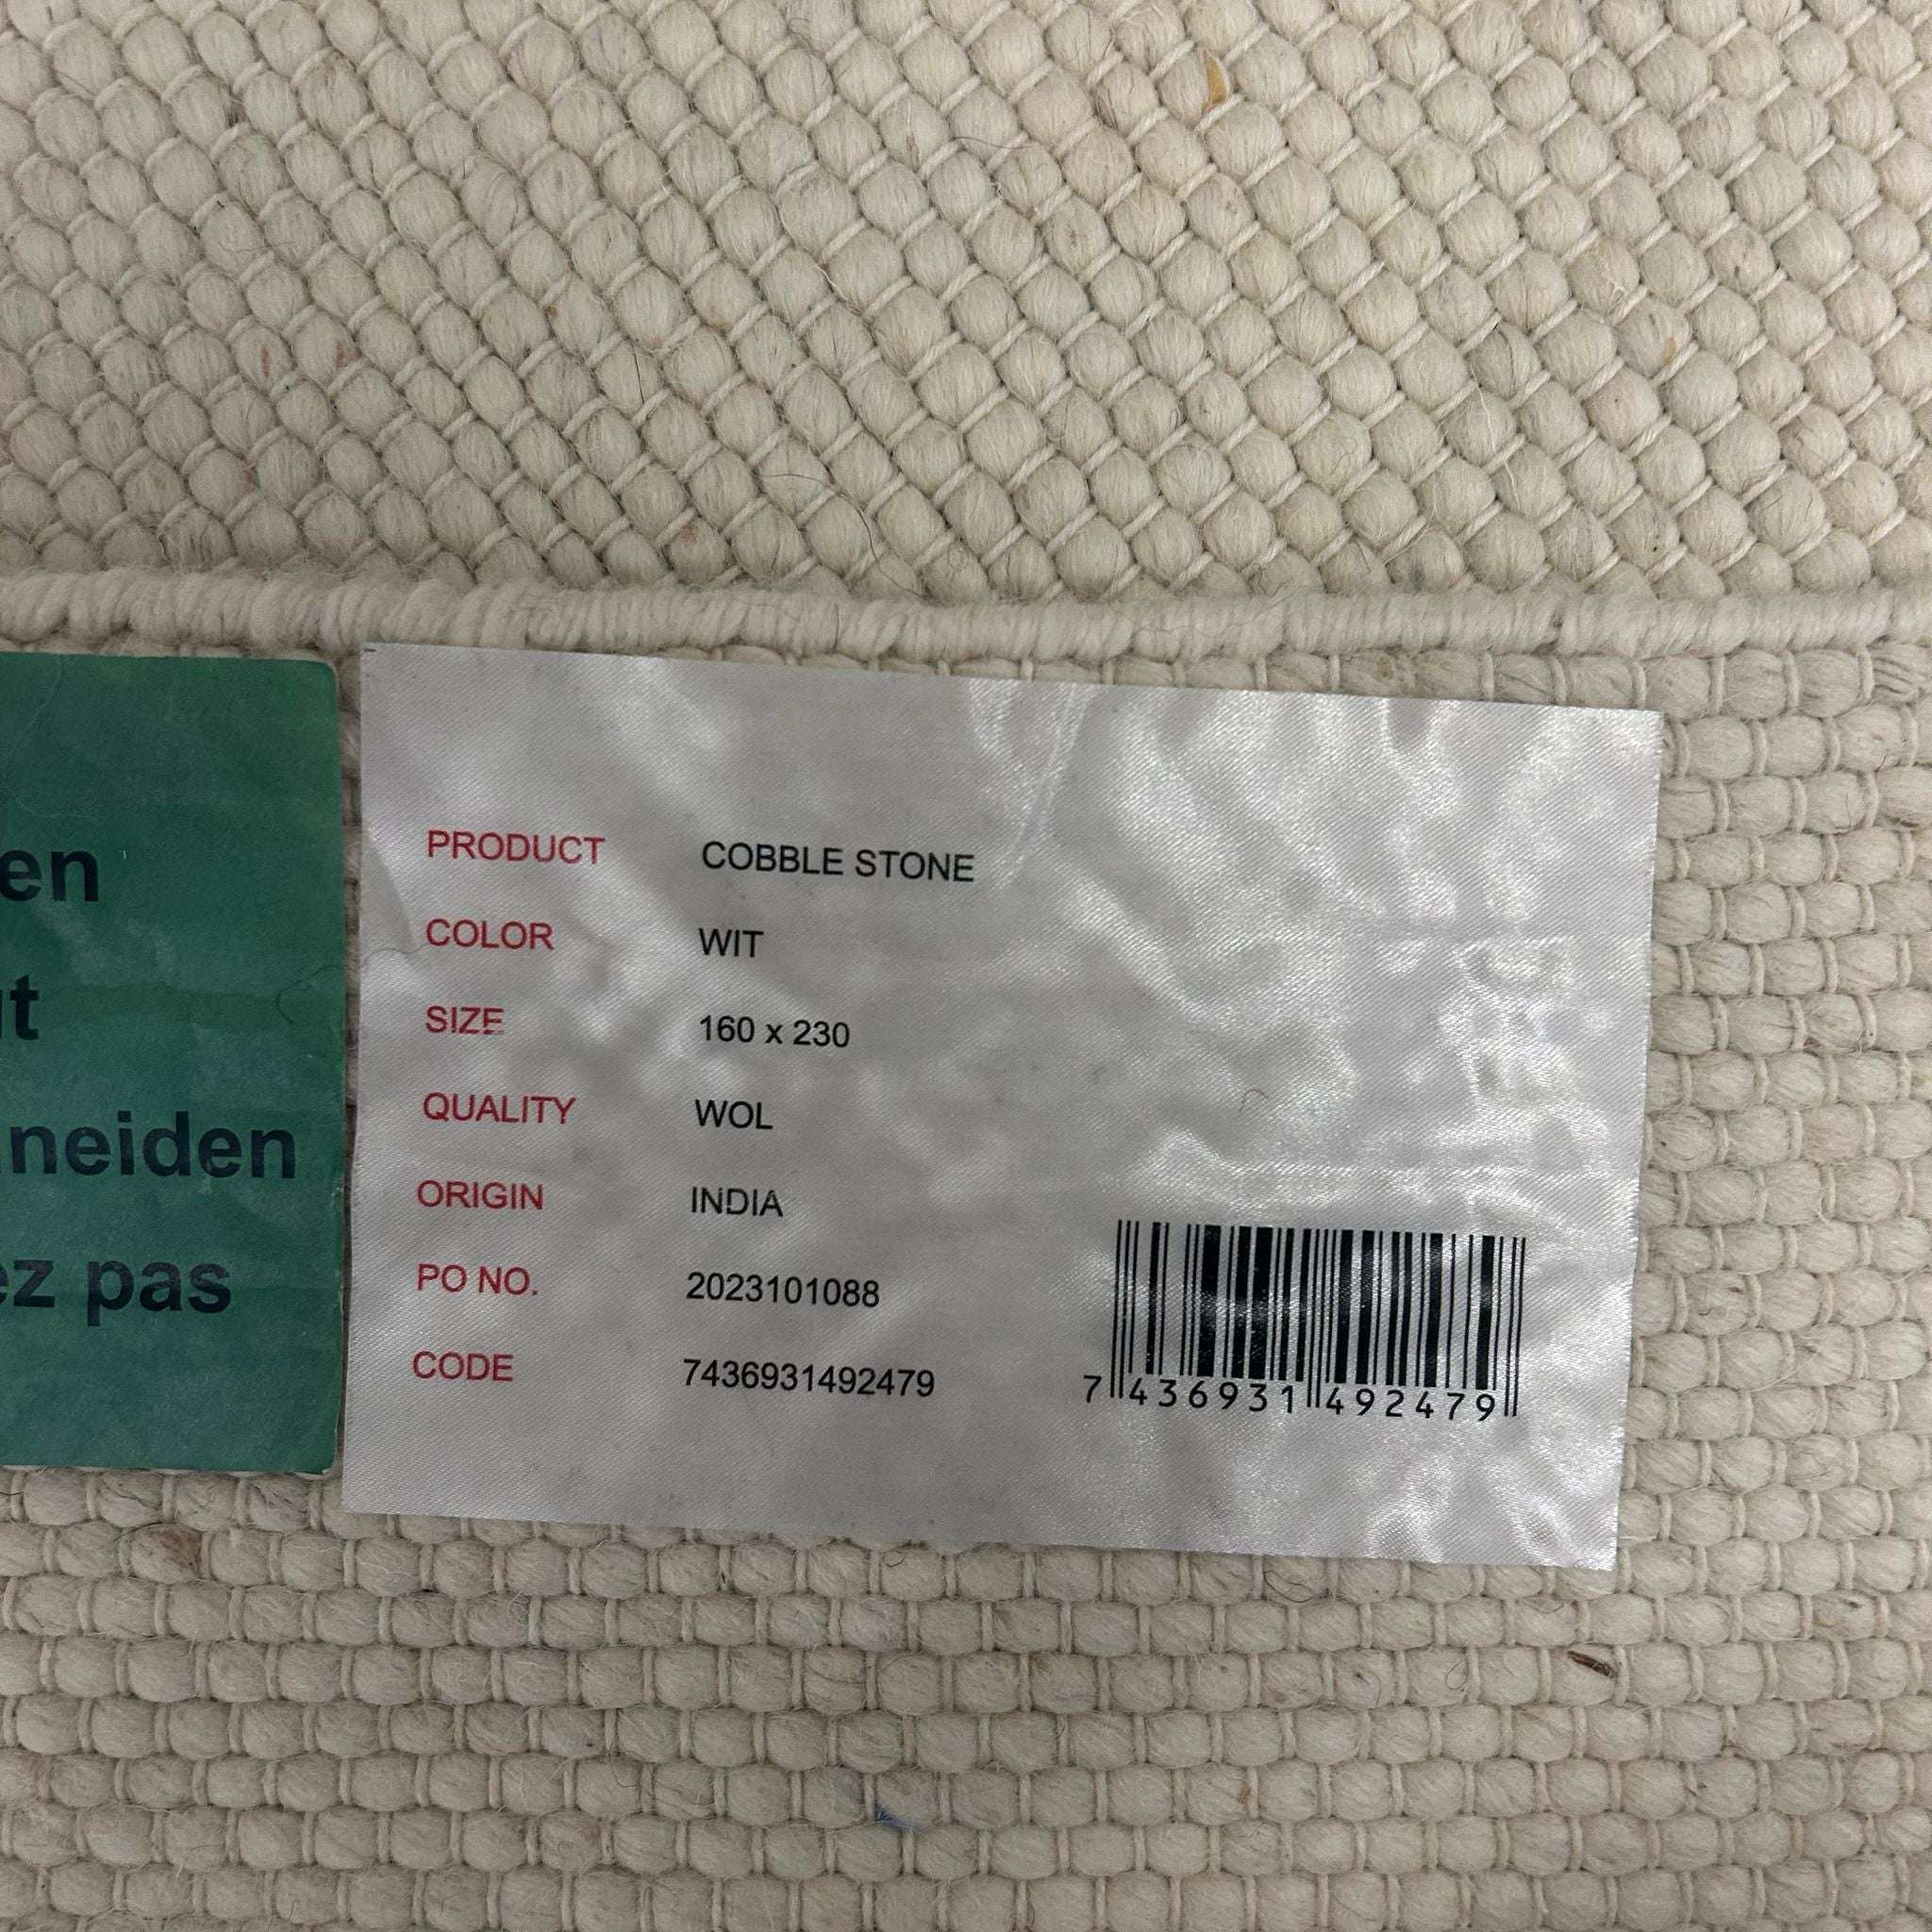 en
t
neiden
ez pas
PRODUCT COBBLE STONE
COLOR WIT
SIZE 160 x 230
QUALITY WOL
ORIGIN INDIA
PO NO. 2023101088
CODE 7436931492479
7 436931 492479